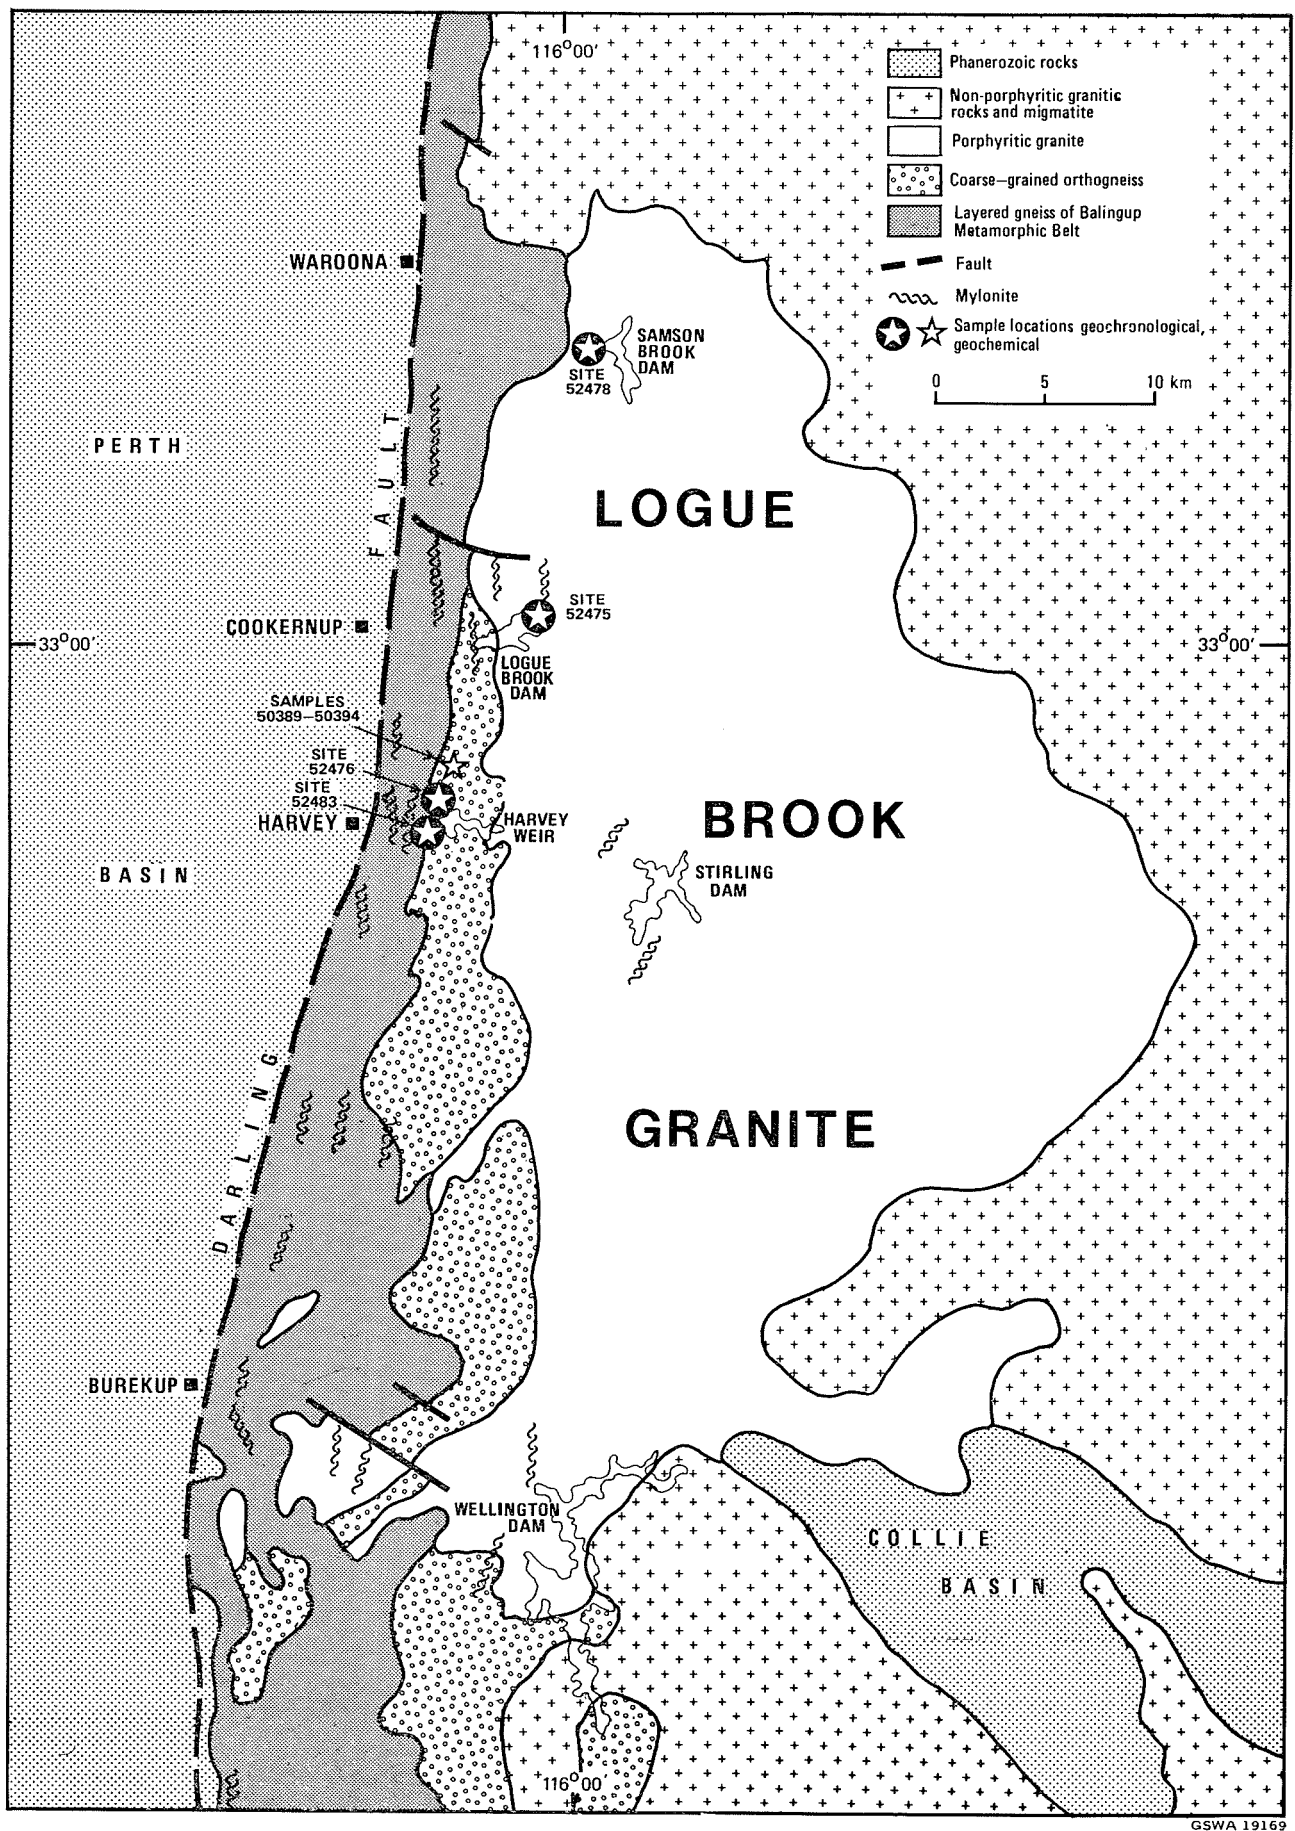 116°00'
Phanerozoic rocks
Non-porphyritic granitic
rocks and migmatite
Porphyritic granite
Coarse-grained orthogneiss
Layered gneiss of Balingup
Metamorphic Belt
Fault
Mylonite
Sample locations geochronological,
geochemical
0 5 10 km
WAROONA
SAMSON
BROOK
DAM
SITE
52478
PERTH
FAULT
LOGUE
SITE
52475
COOKERNUP
33°00'
33°00'
LOGUE
BROOK
DAM
SAMPLES
50389–50394
SITE
52476
SITE
52483
HARVEY
HARVEY
WEIR
BROOK
STIRLING
DAM
BASIN
GRANITE
DARLING
BUREKUP
WELLINGTON
DAM
COLLIE
BASIN
116°00'
GSWA 19169